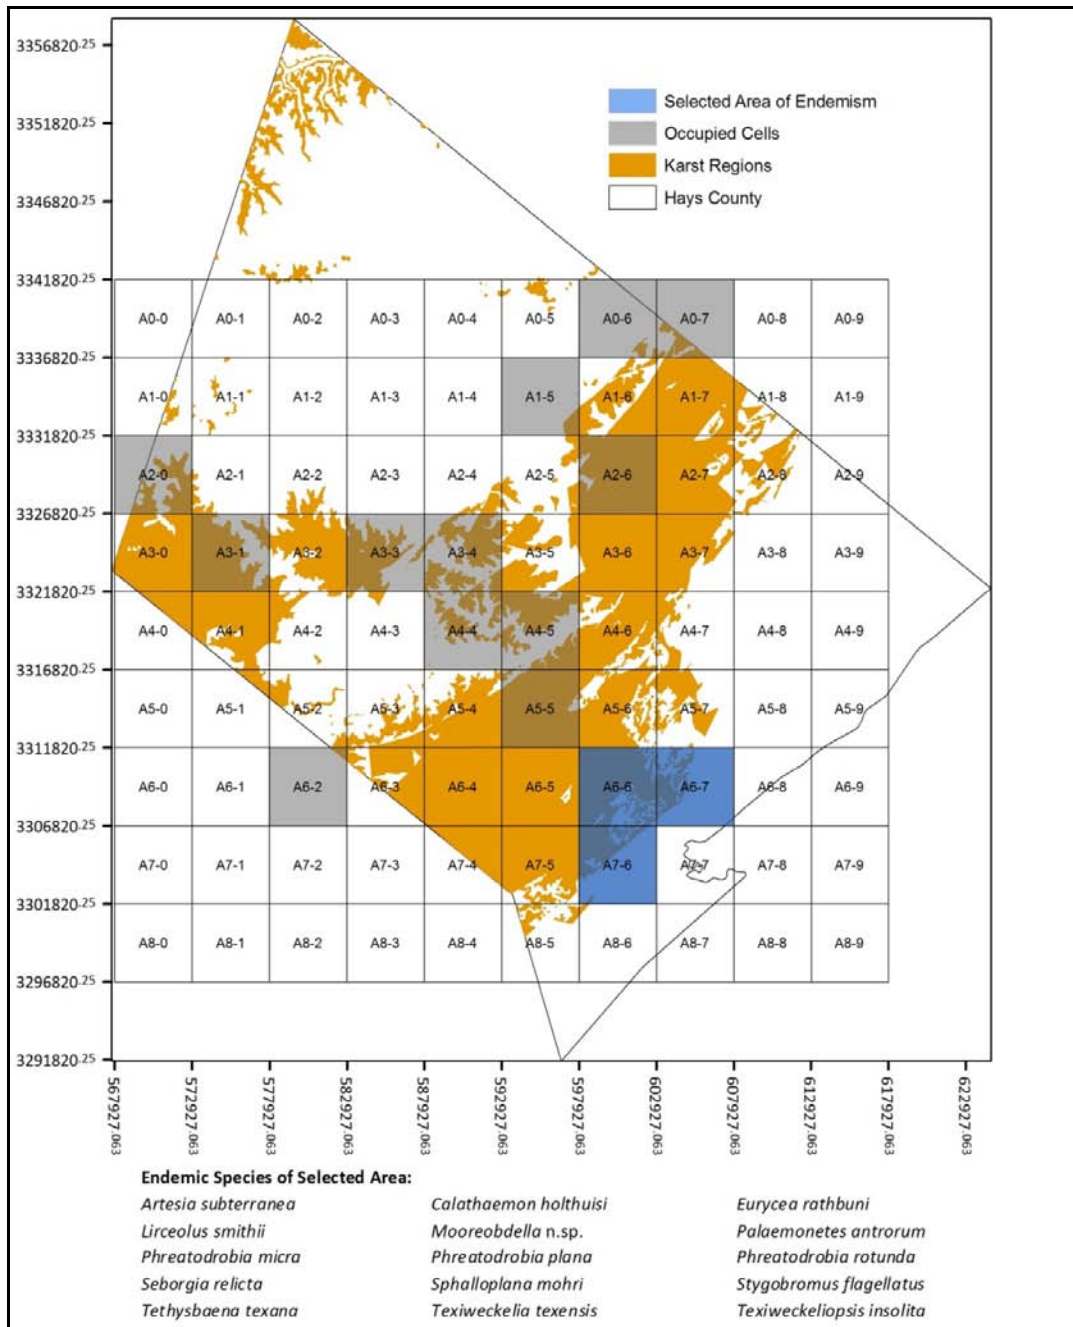 3356820.25
3351820.25
3346820.25
3341820.25
3336820.25
3331820.25
3326820.25
3321820.25
3316820.25
3311820.25
3306820.25
3301820.25
3296820.25
3291820.25
Selected Area of Endemism
Occupied Cells
Karst Regions
Hays County
A0-0 A0-1 A0-2 A0-3 A0-4 A0-5 A0-6 A0-7 A0-8 A0-9
A1-0 A1-1 A1-2 A1-3 A1-4 A1-5 A1-6 A1-7 A1-8 A1-9
A2-0 A2-1 A2-2 A2-3 A2-4 A2-5 A2-6 A2-7 A2-8 A2-9
A3-0 A3-1 A3-2 A3-3 A3-4 A3-5 A3-6 A3-7 A3-8 A3-9
A4-0 A4-1 A4-2 A4-3 A4-4 A4-5 A4-6 A4-7 A4-8 A4-9
A5-0 A5-1 A5-2 A5-3 A5-4 A5-5 A5-6 A5-7 A5-8 A5-9
A6-0 A6-1 A6-2 A6-3 A6-4 A6-5 A6-6 A6-7 A6-8 A6-9
A7-0 A7-1 A7-2 A7-3 A7-4 A7-5 A7-6 A7-7 A7-8 A7-9
A8-0 A8-1 A8-2 A8-3 A8-4 A8-5 A8-6 A8-7 A8-8 A8-9
567927.063
572927.063
577927.063
582927.063
587927.063
592927.063
597927.063
602927.063
607927.063
612927.063
617927.063
622927.063
Endemic Species of Selected Area:
Artesia subterranea Calathaemon holthuisi Eurycea rathbuni
Lirceolus smithii Mooreobdella n.sp. Palaemonetes antrorum
Phreatodrobia micra Phreatodrobia plana Phreatodrobia rotunda
Seborgia relicta Sphalloplana mohri Stygobromus flagellatus
Tethysbaena texana Texiweckelia texensis Texiweckeliopsis insolita